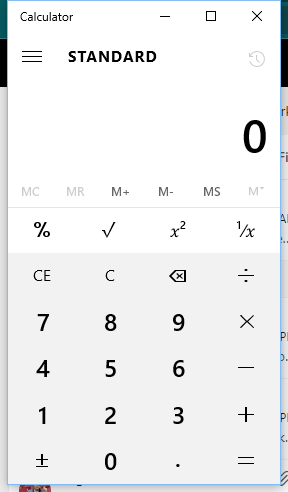 Calculator
STANDARD
0
MC MR M+ M- MS M˅
% √ x² ¹/x
CE C ÷
7 8 9 ×
4 5 6 −
1 2 3 +
± 0 . =